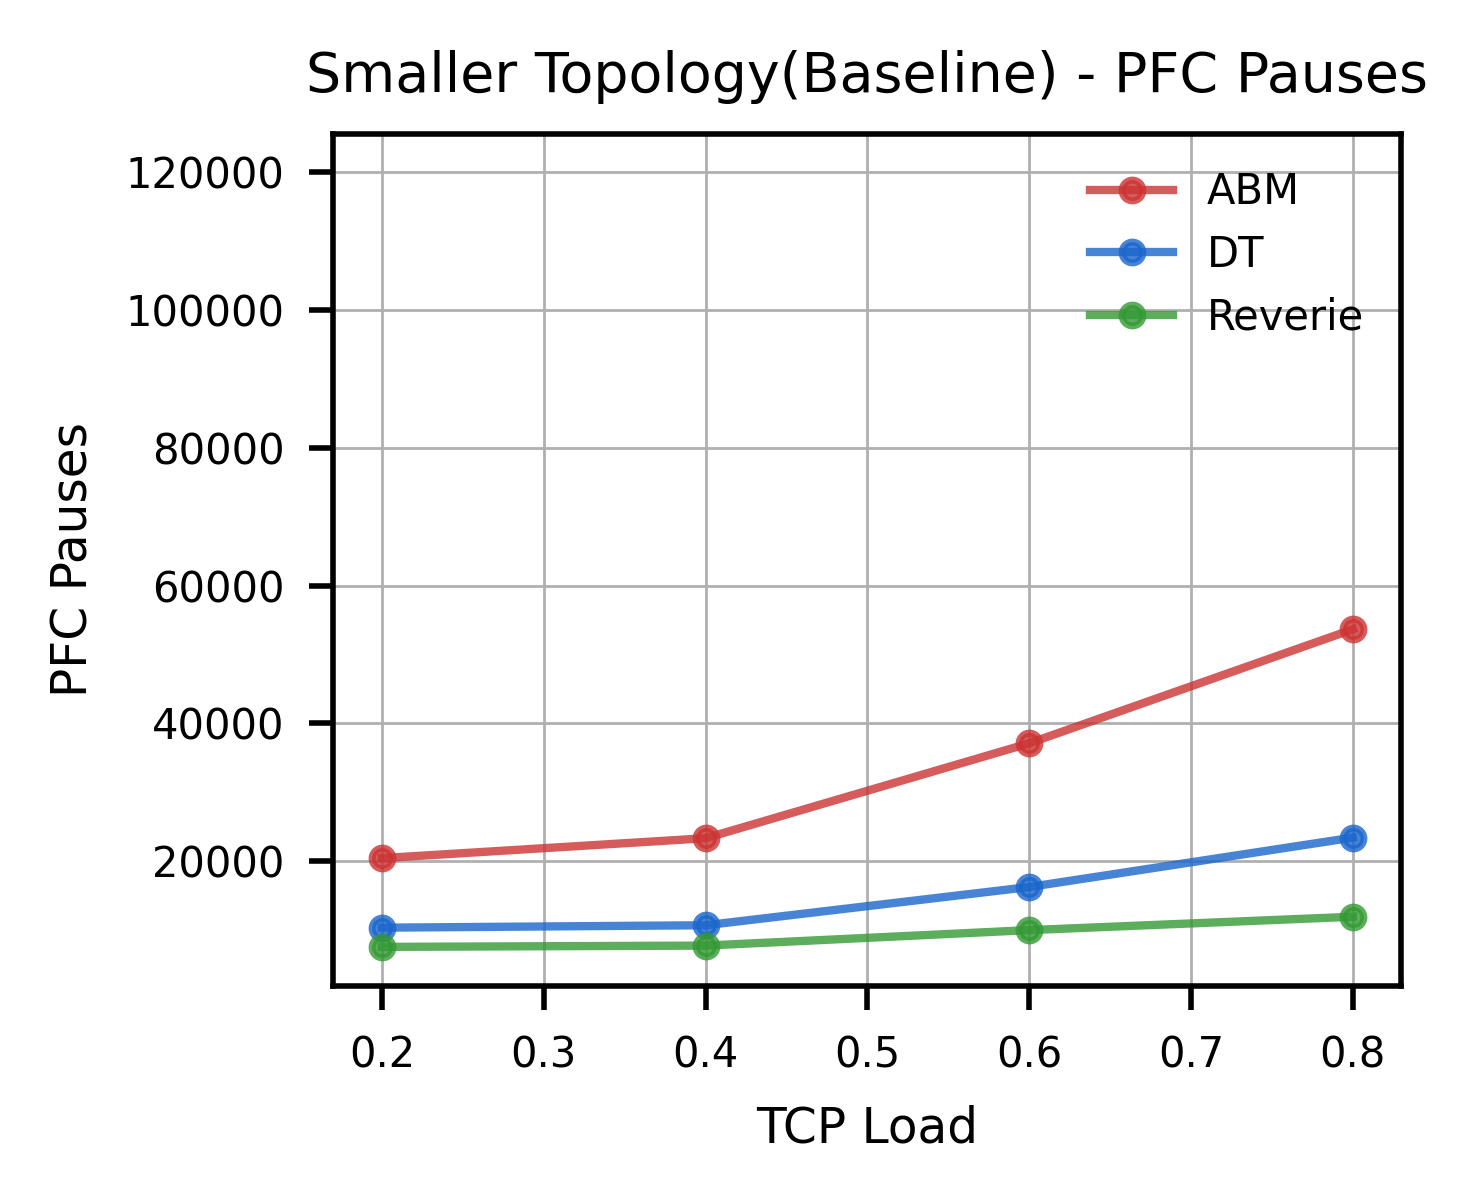 Smaller Topology(Baseline) - PFC Pauses
120000
100000
80000
60000
40000
20000
PFC Pauses
ABM
DT
Reverie
0.2 0.3 0.4 0.5 0.6 0.7 0.8
TCP Load